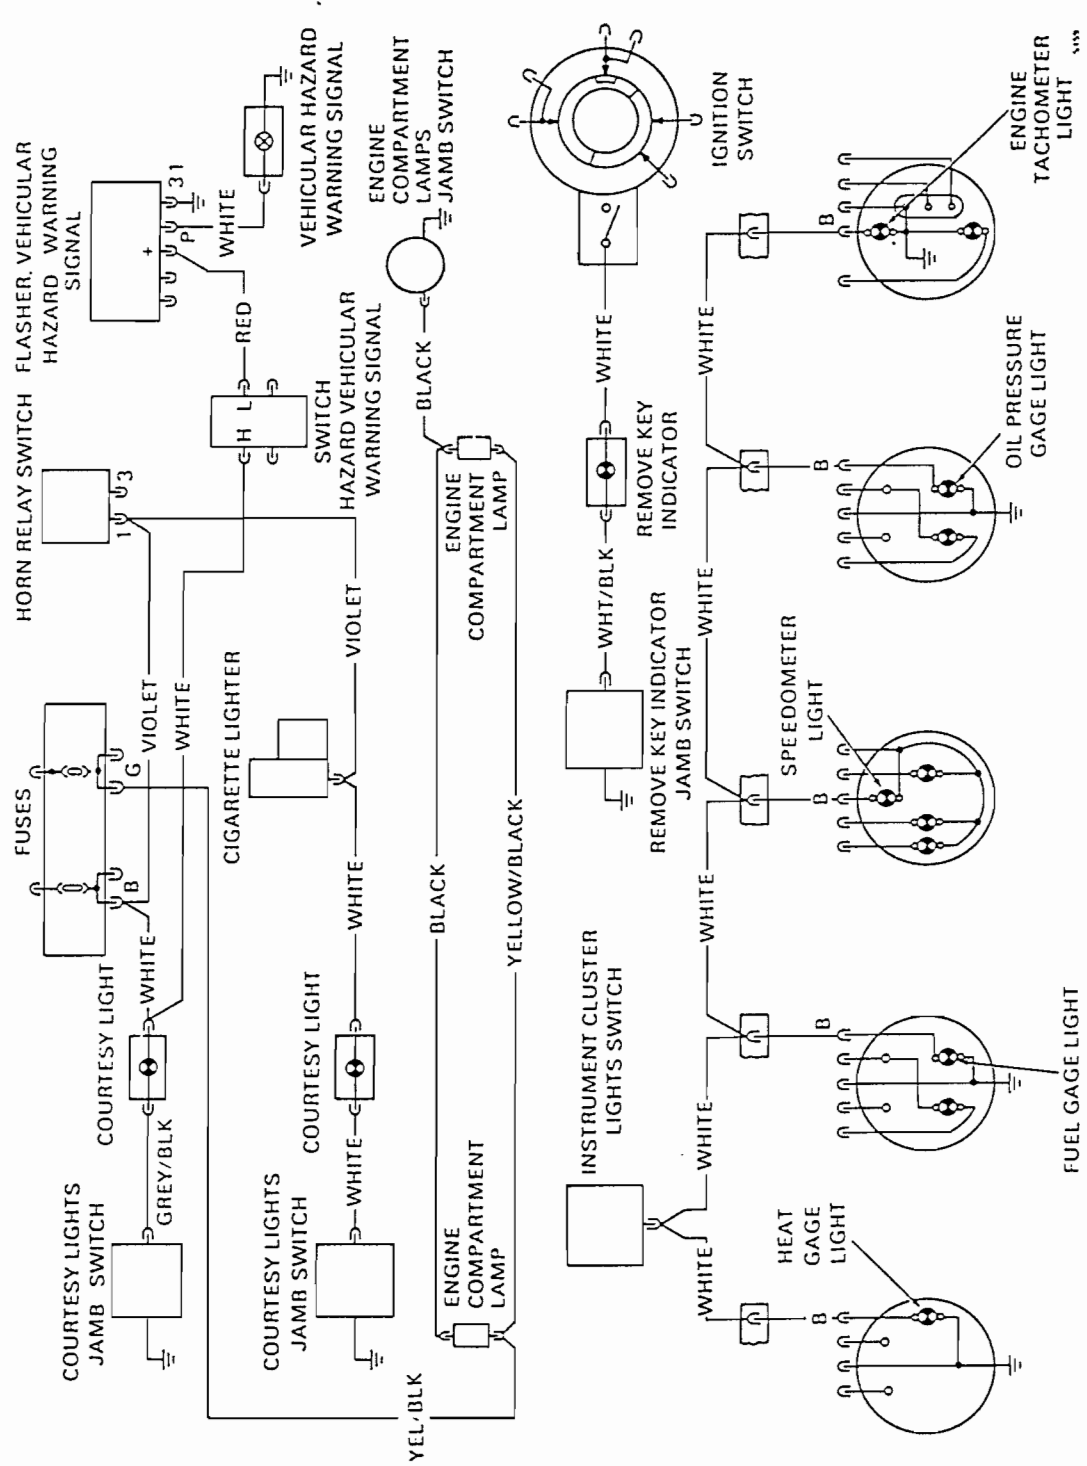 HORN RELAY SWITCH
FLASHER, VEHICULAR
HAZARD WARNING
SIGNAL
31
P
+
WHITE
VEHICULAR HAZARD
WARNING SIGNAL
RED
L
H
SWITCH
HAZARD VEHICULAR
WARNING SIGNAL
3
1
FUSES
G
B
VIOLET
WHITE
WHITE
COURTESY LIGHT
GREY/BLK
COURTESY LIGHTS
JAMB SWITCH
CIGARETTE LIGHTER
VIOLET
WHITE
COURTESY LIGHT
WHITE
COURTESY LIGHTS
JAMB SWITCH
ENGINE
COMPARTMENT
LAMPS
JAMB SWITCH
BLACK
ENGINE
COMPARTMENT
LAMP
BLACK
YELLOW/BLACK
ENGINE
COMPARTMENT
LAMP
YEL/BLK
IGNITION
SWITCH
WHITE
REMOVE KEY
INDICATOR
WHT/BLK
REMOVE KEY INDICATOR
JAMB SWITCH
INSTRUMENT CLUSTER
LIGHTS SWITCH
WHITE
WHITE
WHITE
WHITE
WHITE
B
ENGINE
TACHOMETER
LIGHT
B
OIL PRESSURE
GAGE LIGHT
B
SPEEDOMETER
LIGHT
B
FUEL GAGE LIGHT
B
HEAT
GAGE
LIGHT